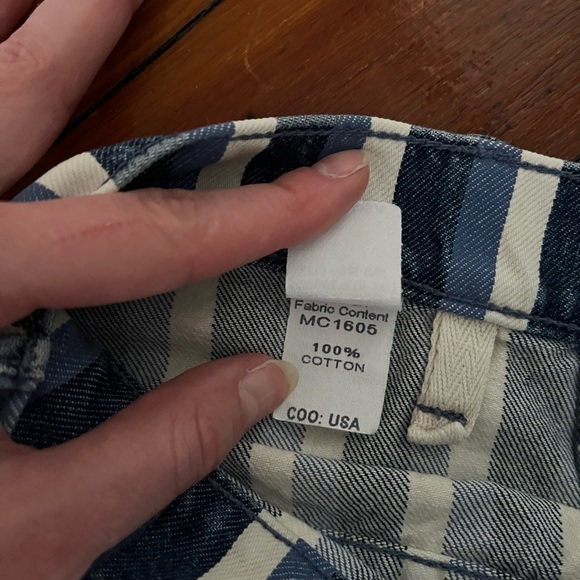 Fabric Content
MC1605
100%
COTTON
COO: USA